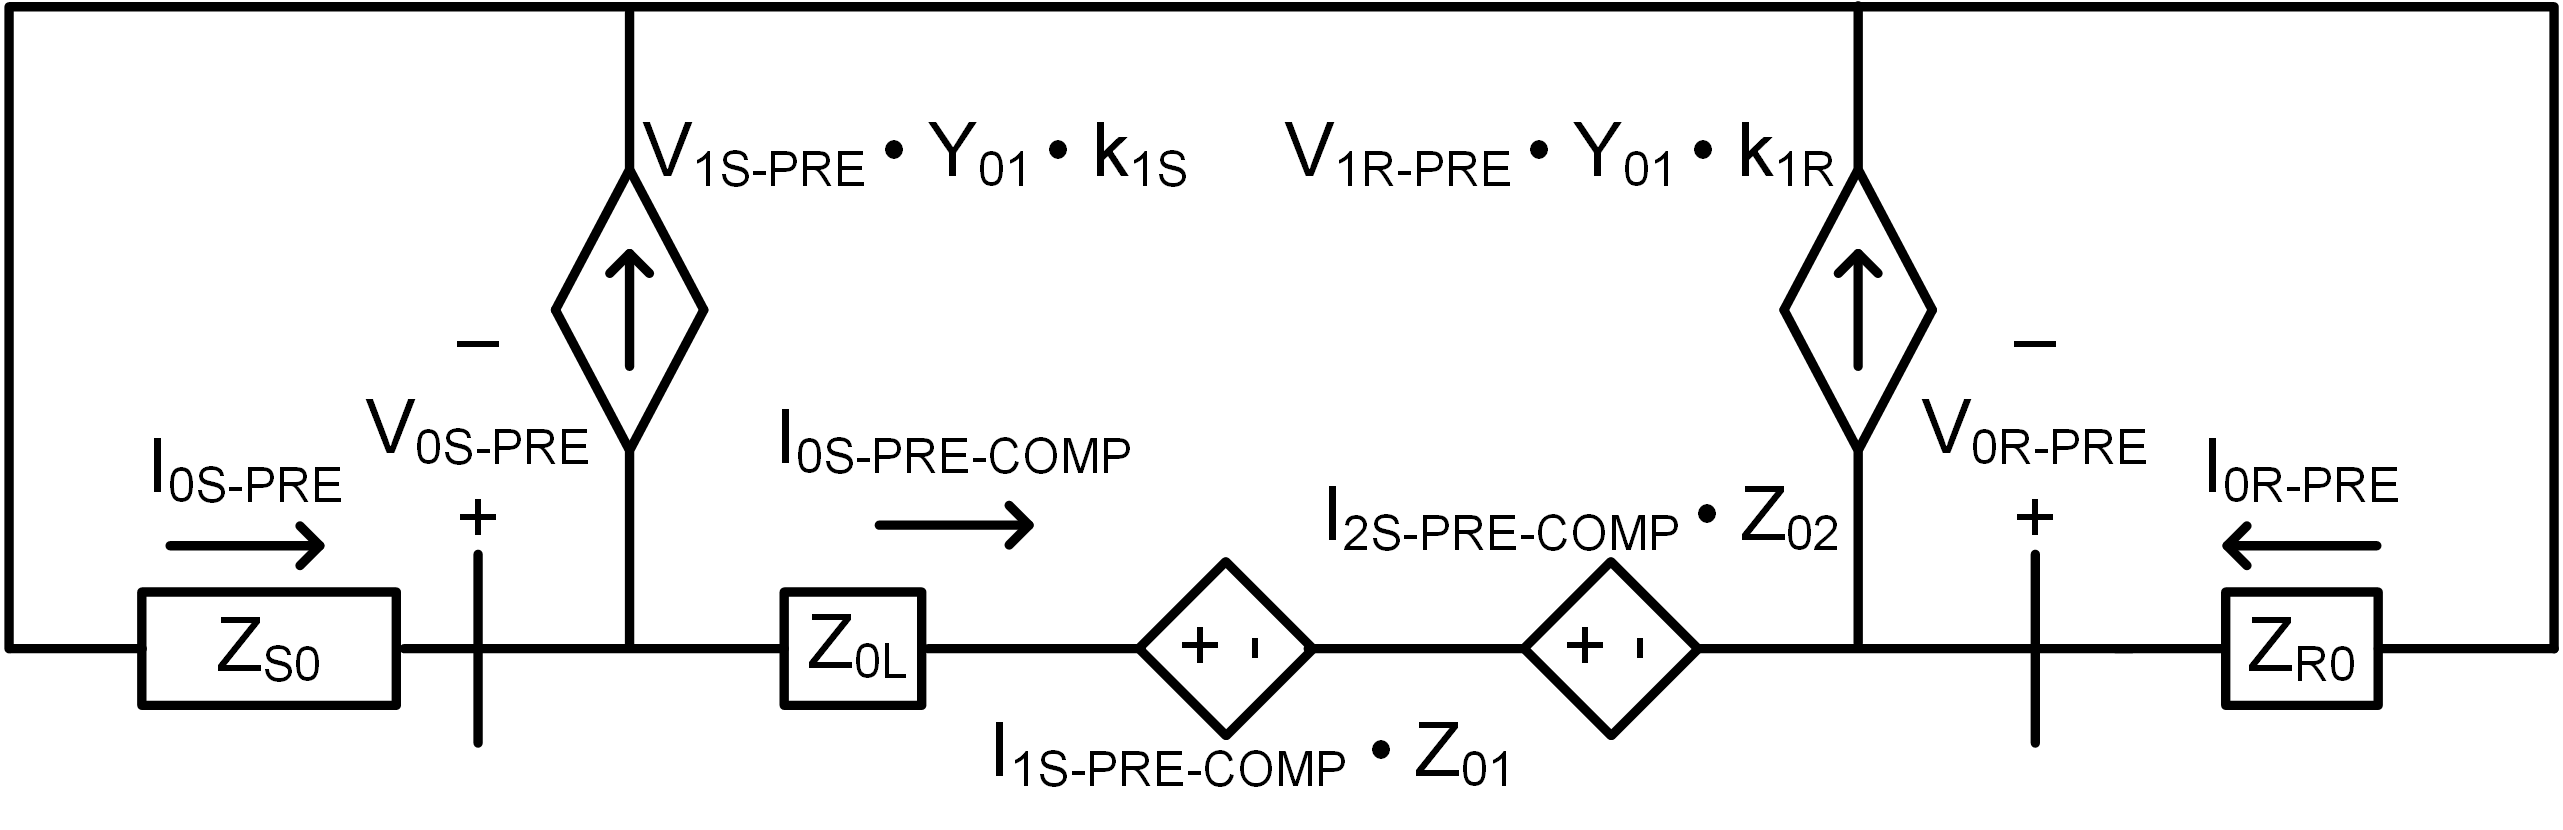 V1S-PRE • Y01 • k1S
V1R-PRE • Y01 • k1R
−
−
V0S-PRE
I0S-PRE-COMP
V0R-PRE
I0S-PRE
I0R-PRE
+
I2S-PRE-COMP • Z02
+
ZS0
Z0L
+ -
+ -
ZR0
I1S-PRE-COMP • Z01